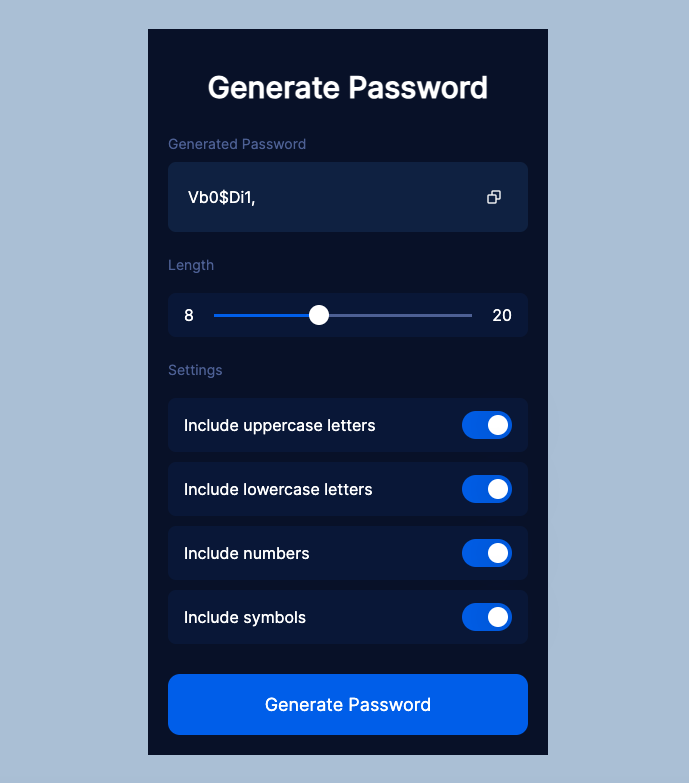 Generate Password
Generated Password
Vb0$Di1,
Length
8 20
Settings
Include uppercase letters
Include lowercase letters
Include numbers
Include symbols
Generate Password